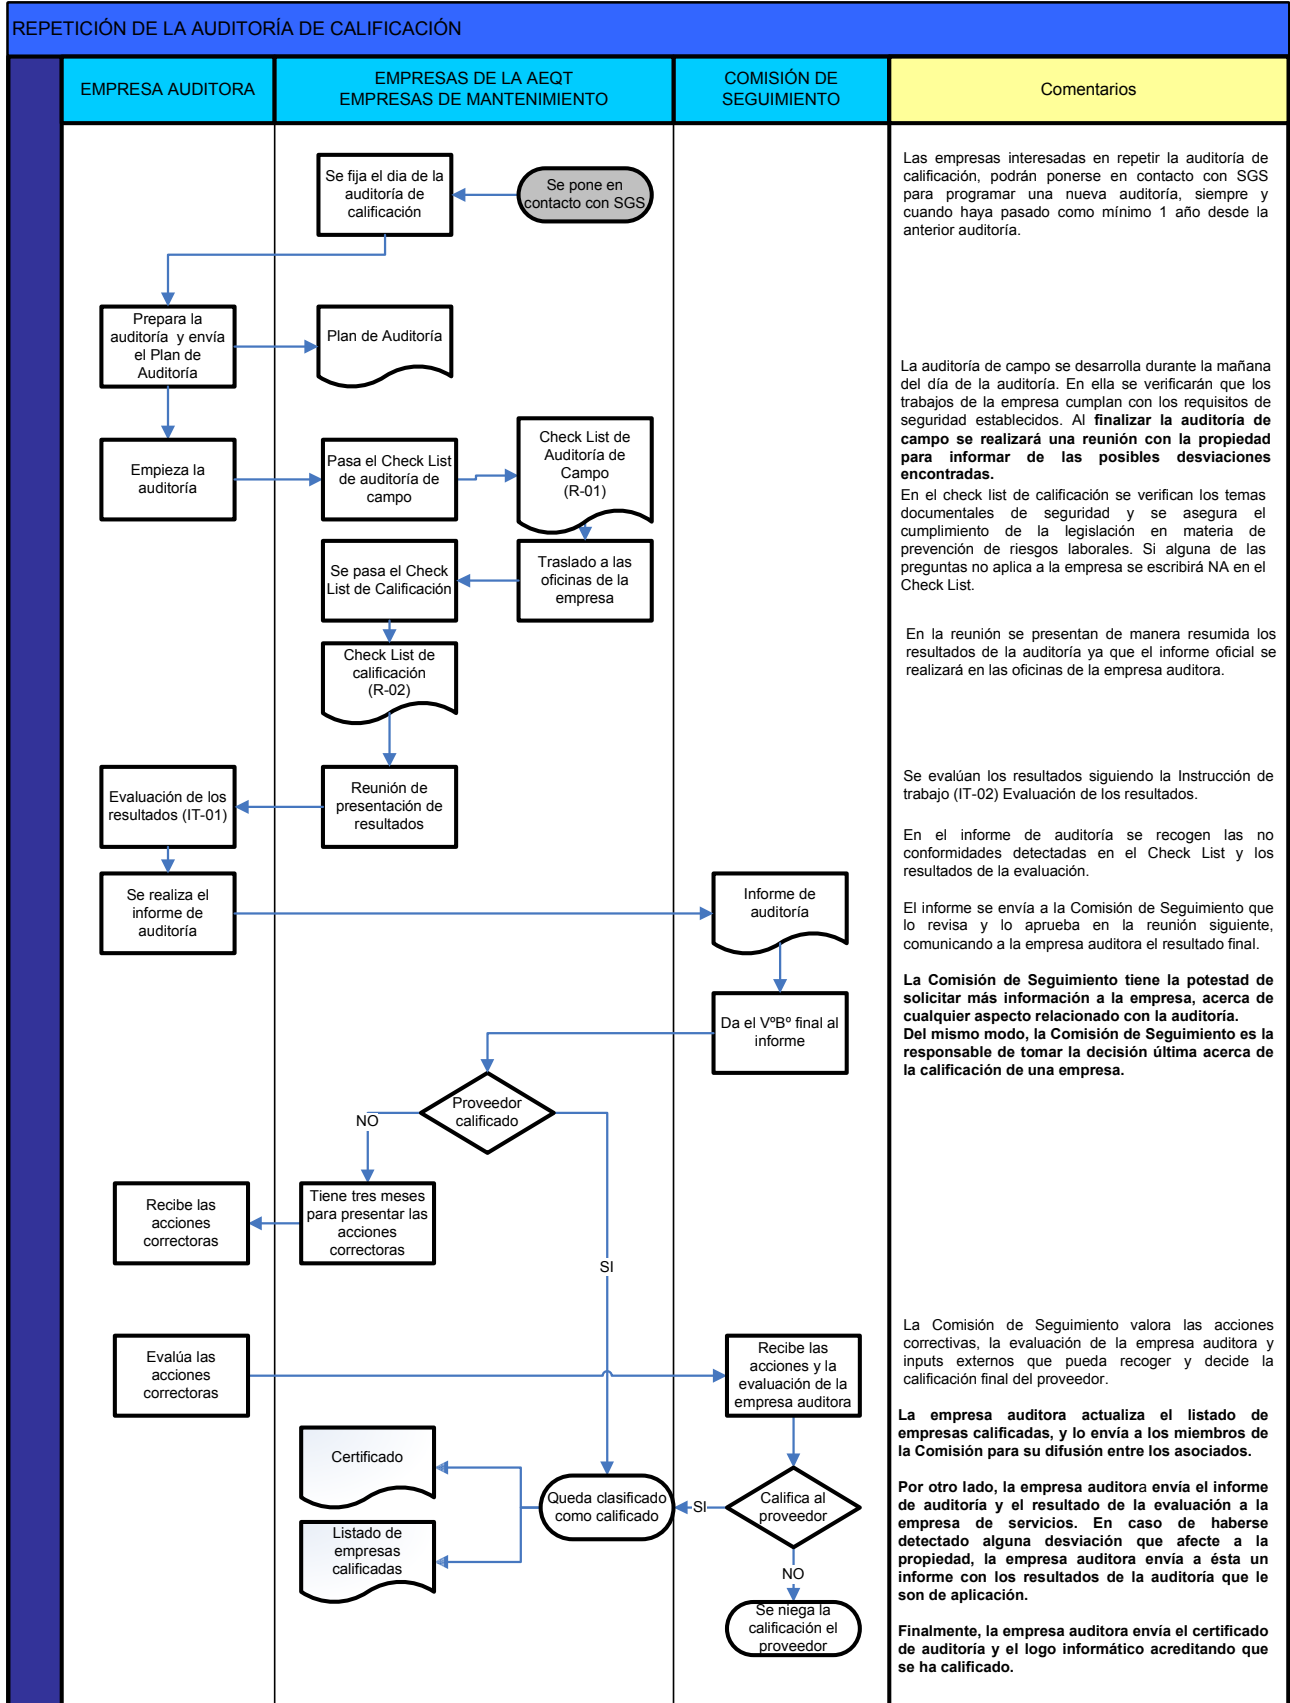 REPETICIÓN DE LA AUDITORÍA DE CALIFICACIÓN
EMPRESA AUDITORA
EMPRESAS DE LA AEQT
EMPRESAS DE MANTENIMIENTO
COMISIÓN DE
SEGUIMIENTO
Comentarios
Se fija el dia de la
auditoría de
calificación
Se pone en
contacto con SGS
Las empresas interesadas en repetir la auditoría de
calificación, podrán ponerse en contacto con SGS
para programar una nueva auditoría, siempre y
cuando haya pasado como mínimo 1 año desde la
anterior auditoría.
Prepara la
auditoría y envía
el Plan de
Auditoría
Plan de Auditoría
La auditoría de campo se desarrolla durante la mañana
del día de la auditoría. En ella se verificarán que los
trabajos de la empresa cumplan con los requisitos de
seguridad establecidos. Al finalizar la auditoría de
campo se realizará una reunión con la propiedad
para informar de las posibles desviaciones
encontradas.
Empieza la
auditoría
Pasa el Check List
de auditoría de
campo
Check List de
Auditoría de
Campo
(R-01)
En el check list de calificación se verifican los temas
documentales de seguridad y se asegura el
cumplimiento de la legislación en materia de
prevención de riesgos laborales. Si alguna de las
preguntas no aplica a la empresa se escribirá NA en el
Check List.
Se pasa el Check
List de Calificación
Traslado a las
oficinas de la
empresa
Check List de
calificación
(R-02)
En la reunión se presentan de manera resumida los
resultados de la auditoría ya que el informe oficial se
realizará en las oficinas de la empresa auditora.
Evaluación de los
resultados (IT-01)
Reunión de
presentación de
resultados
Se evalúan los resultados siguiendo la Instrucción de
trabajo (IT-02) Evaluación de los resultados.
En el informe de auditoría se recogen las no
conformidades detectadas en el Check List y los
resultados de la evaluación.
Se realiza el
informe de
auditoría
Informe de
auditoría
El informe se envía a la Comisión de Seguimiento que
lo revisa y lo aprueba en la reunión siguiente,
comunicando a la empresa auditora el resultado final.
La Comisión de Seguimiento tiene la potestad de
solicitar más información a la empresa, acerca de
cualquier aspecto relacionado con la auditoría.
Del mismo modo, la Comisión de Seguimiento es la
responsable de tomar la decisión última acerca de
la calificación de una empresa.
Da el VºBº final al
informe
Proveedor
calificado
NO
SI
Recibe las
acciones
correctoras
Tiene tres meses
para presentar las
acciones
correctoras
Evalúa las
acciones
correctoras
Recibe las
acciones y la
evaluación de la
empresa auditora
La Comisión de Seguimiento valora las acciones
correctivas, la evaluación de la empresa auditora y
inputs externos que pueda recoger y decide la
calificación final del proveedor.
La empresa auditora actualiza el listado de
empresas calificadas, y lo envía a los miembros de
la Comisión para su difusión entre los asociados.
Certificado
Queda clasificado
como calificado
SI
Califica al
proveedor
Listado de
empresas
calificadas
NO
Se niega la
calificación el
proveedor
Por otro lado, la empresa auditora envía el informe
de auditoría y el resultado de la evaluación a la
empresa de servicios. En caso de haberse
detectado alguna desviación que afecte a la
propiedad, la empresa auditora envía a ésta un
informe con los resultados de la auditoría que le
son de aplicación.
Finalmente, la empresa auditora envía el certificado
de auditoría y el logo informático acreditando que
se ha calificado.